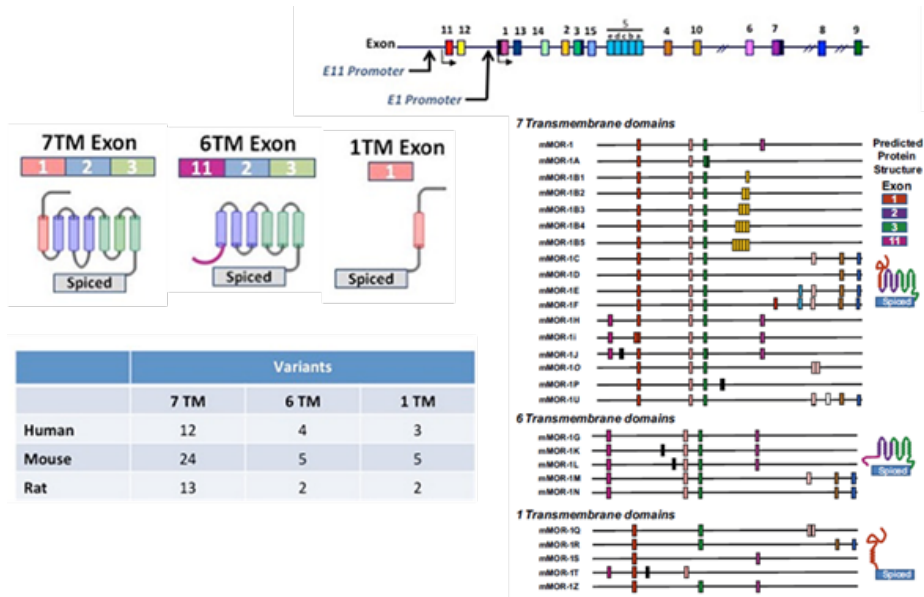 Exon
11 12 1 13 14 2 3 15 5 4 10 6 7 8 9
e d c b a
E11 Promoter
E1 Promoter
7TM Exon
1 2 3
Spiced
6TM Exon
11 2 3
Spiced
1TM Exon
1
Spiced
Variants
7 TM 6 TM 1 TM
Human 12 4 3
Mouse 24 5 5
Rat 13 2 2
7 Transmembrane domains
mMOR-1
mMOR-1A
mMOR-1B1
mMOR-1B2
mMOR-1B3
mMOR-1B4
mMOR-1B5
mMOR-1C
mMOR-1D
mMOR-1E
mMOR-1F
mMOR-1H
mMOR-1i
mMOR-1J
mMOR-1O
mMOR-1P
mMOR-1U
Predicted
Protein
Structure
Exon
1
2
3
11
Spiced
6 Transmembrane domains
mMOR-1G
mMOR-1K
mMOR-1L
mMOR-1M
mMOR-1N
Spiced
1 Transmembrane domains
mMOR-1Q
mMOR-1R
mMOR-1S
mMOR-1T
mMOR-1Z
Spiced